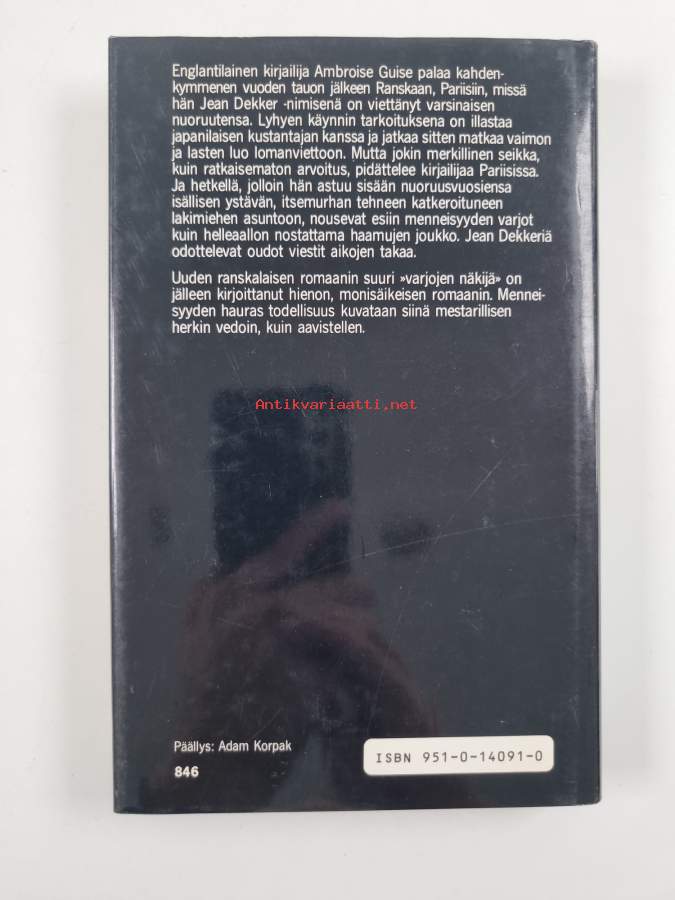 Englantilainen kirjailija Ambroise Guise palaa kahden-
kymmenen vuoden tauon jälkeen Ranskaan, Pariisiin, missä
hän Jean Dekker -nimisenä on viettänyt varsinaisen
nuoruutensa. Lyhyen käynnin tarkoituksena on illastaa
japanilaisen kustantajan kanssa ja jatkaa sitten matkaa vaimon
ja lasten luo lomanviettoon. Mutta jokin merkillinen seikka,
kuin ratkaisematon arvoitus, pidättelee kirjailijaa Pariisissa.
Ja hetkellä, jolloin hän astuu sisään nuoruusvuosiensa
isällisen ystävän, itsemurhan tehneen katkeroituneen
lakimiehen asuntoon, nousevat esiin menneisyyden varjot
kuin helleaallon nostattama haamujen joukko. Jean Dekkeriä
odottelevat oudot viestit aikojen takaa.
Uuden ranskalaisen romaanin suuri »varjojen näkijä» on
jälleen kirjoittanut hienon, monisäikeisen romaanin. Mennei-
syyden hauras todellisuus kuvataan siinä mestarillisen
herkin vedoin, kuin aavistellen.
Antikvariaatti.net
Päällys: Adam Korpak
846
ISBN 951-0-14091-0